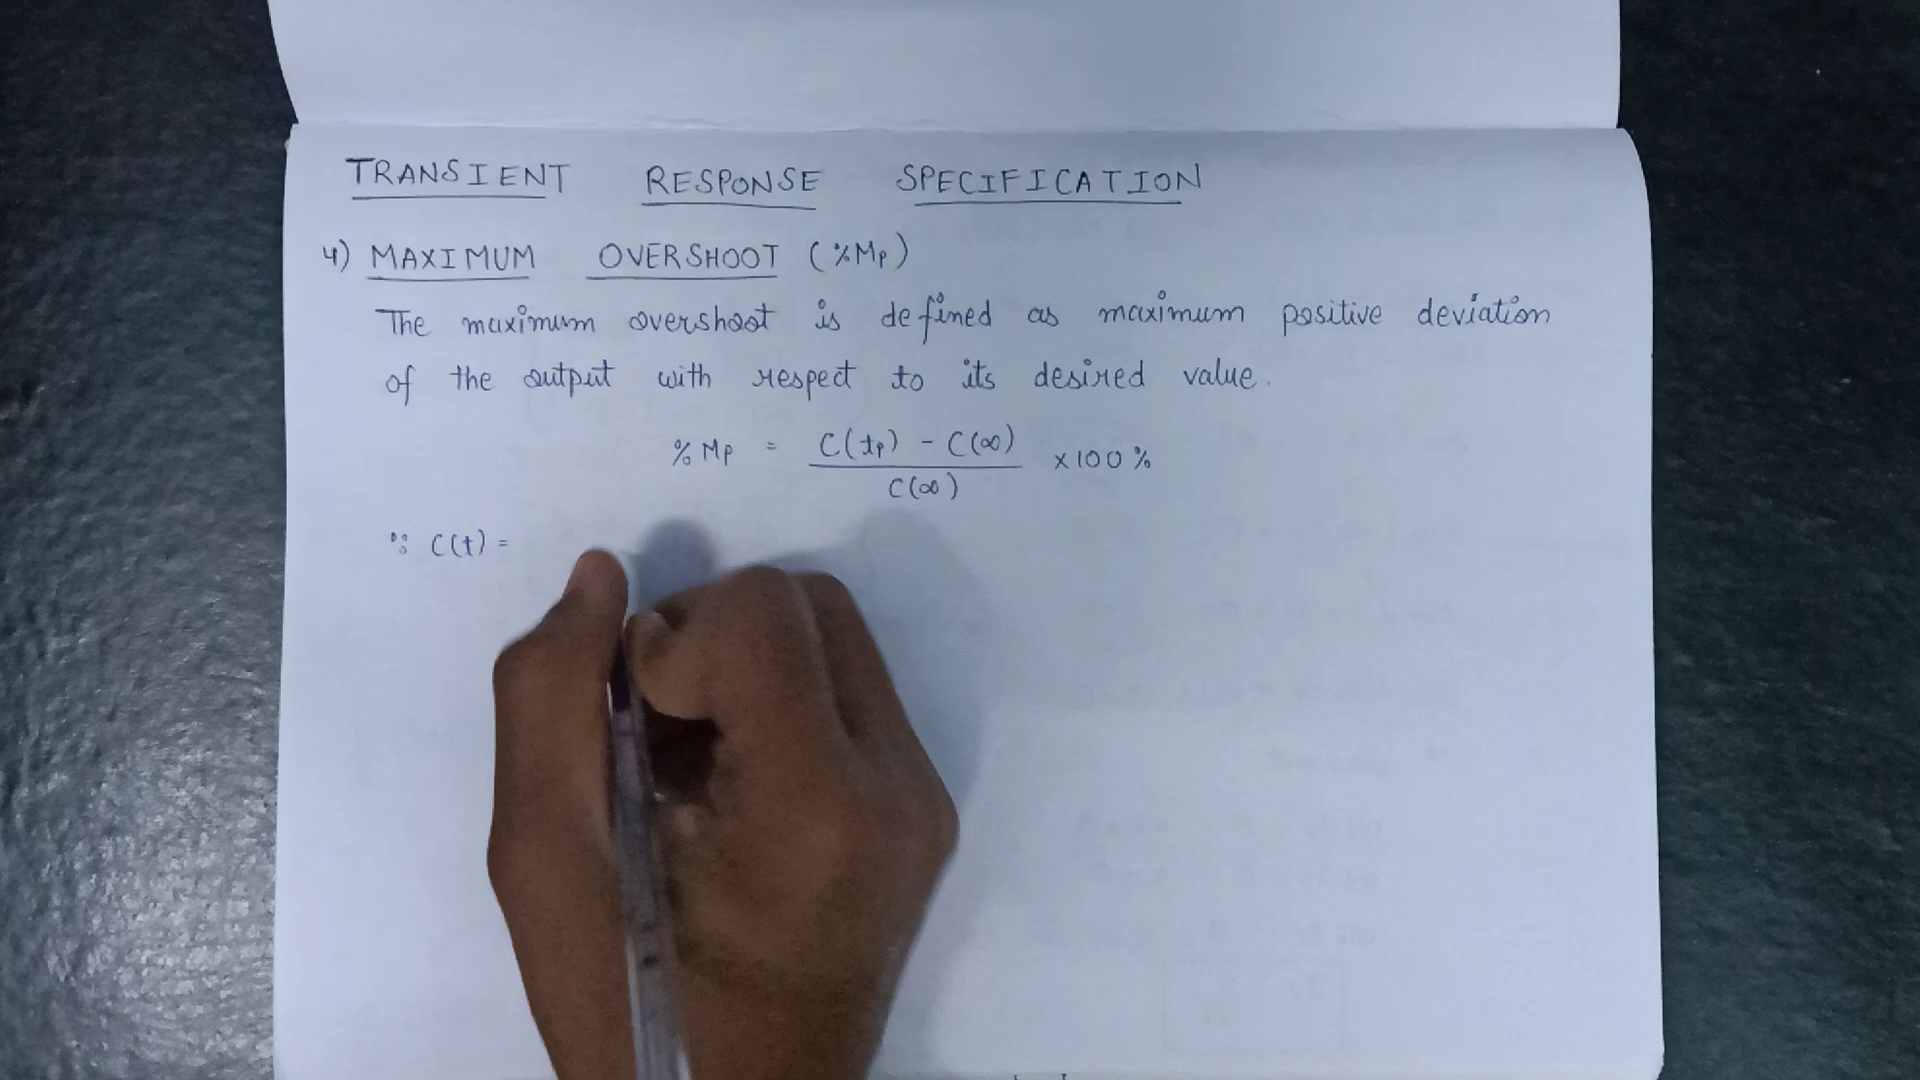 TRANSIENT RESPONSE SPECIFICATION
4) MAXIMUM OVERSHOOT (%Mp)
The maximum overshoot is defined as maximum positive deviation
of the output with respect to its desired value.
%Mp = C(tp) - C(∞) / C(∞) ×100%
∵ C(t) =